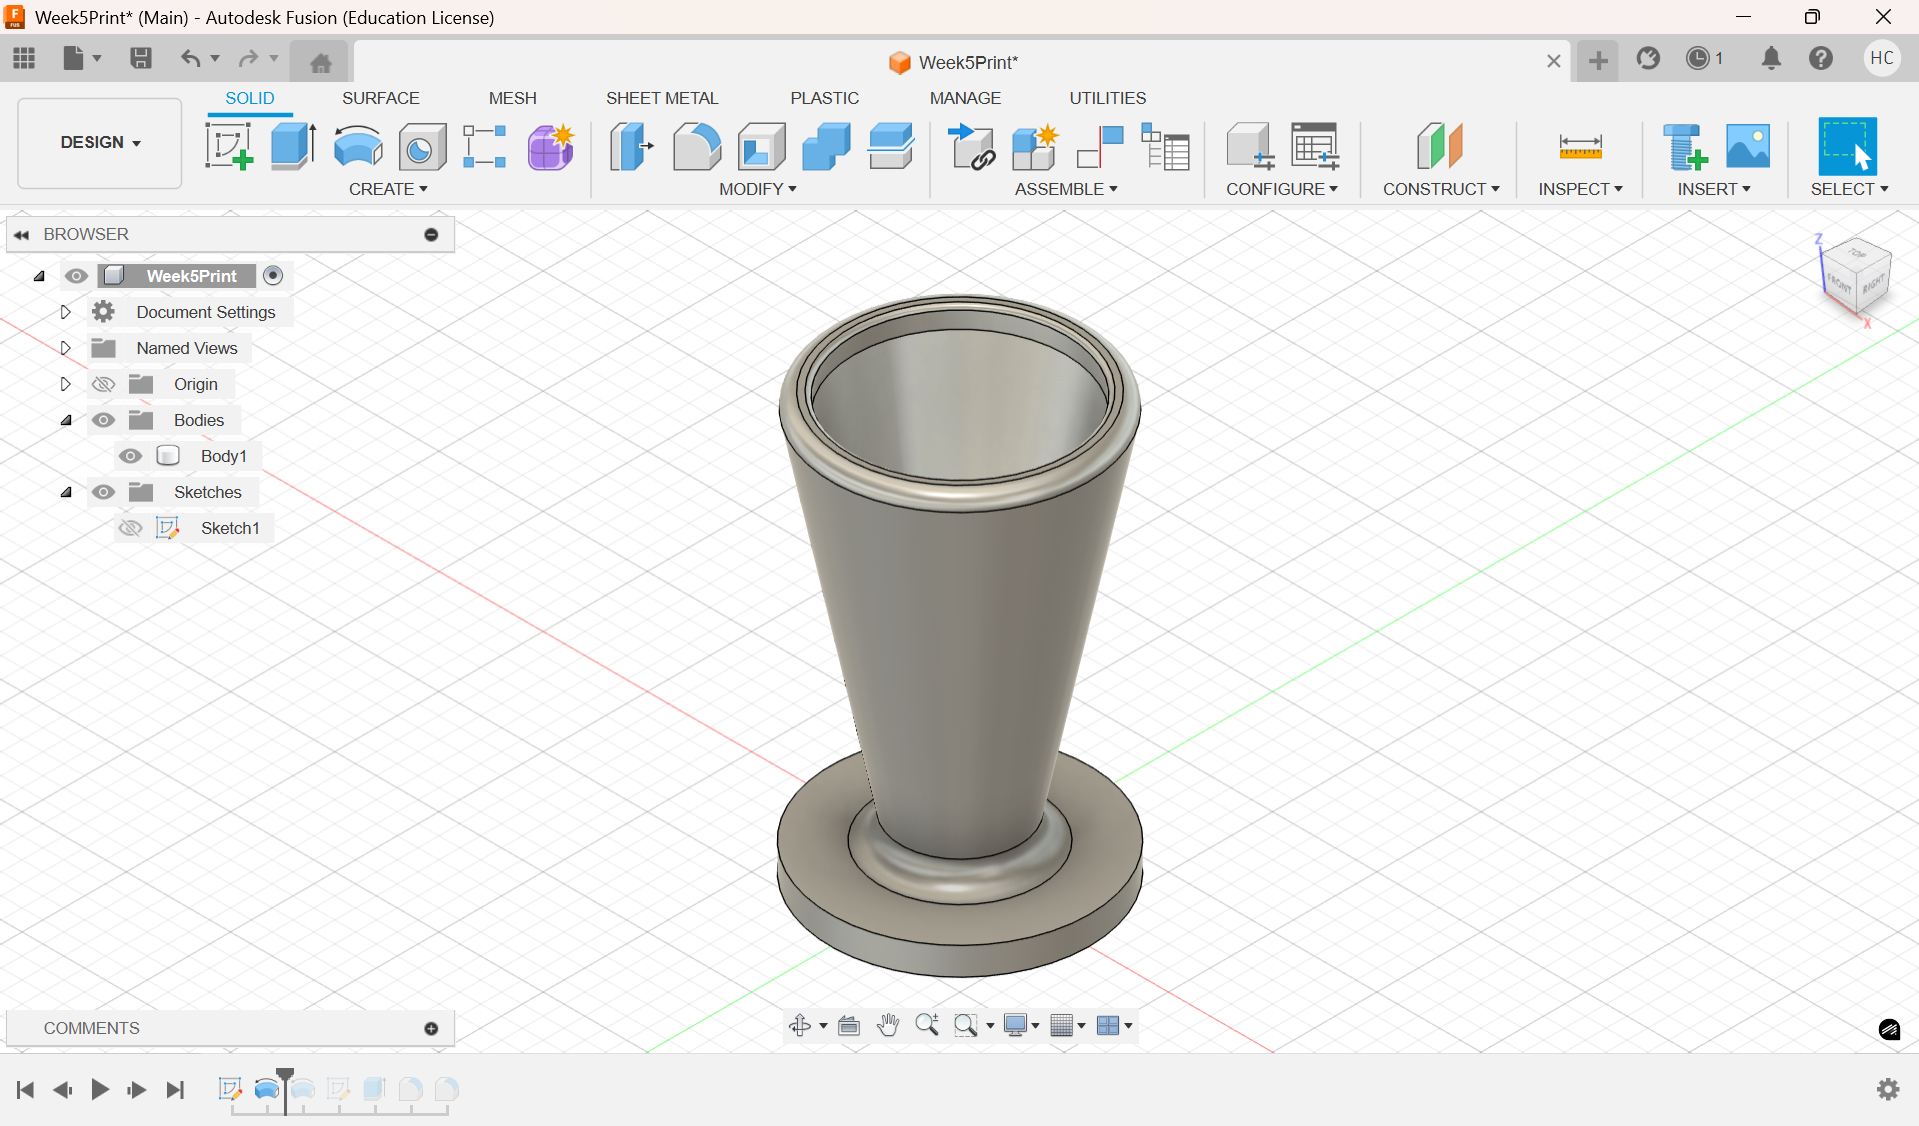 Week5Print* (Main) - Autodesk Fusion (Education License)
Week5Print*
1
HC
DESIGN
SOLID SURFACE MESH SHEET METAL PLASTIC MANAGE UTILITIES
CREATE MODIFY ASSEMBLE CONFIGURE CONSTRUCT INSPECT INSERT SELECT
BROWSER
Week5Print
Document Settings
Named Views
Origin
Bodies
Body1
Sketches
Sketch1
Z
TOP
FRONT RIGHT
X
COMMENTS